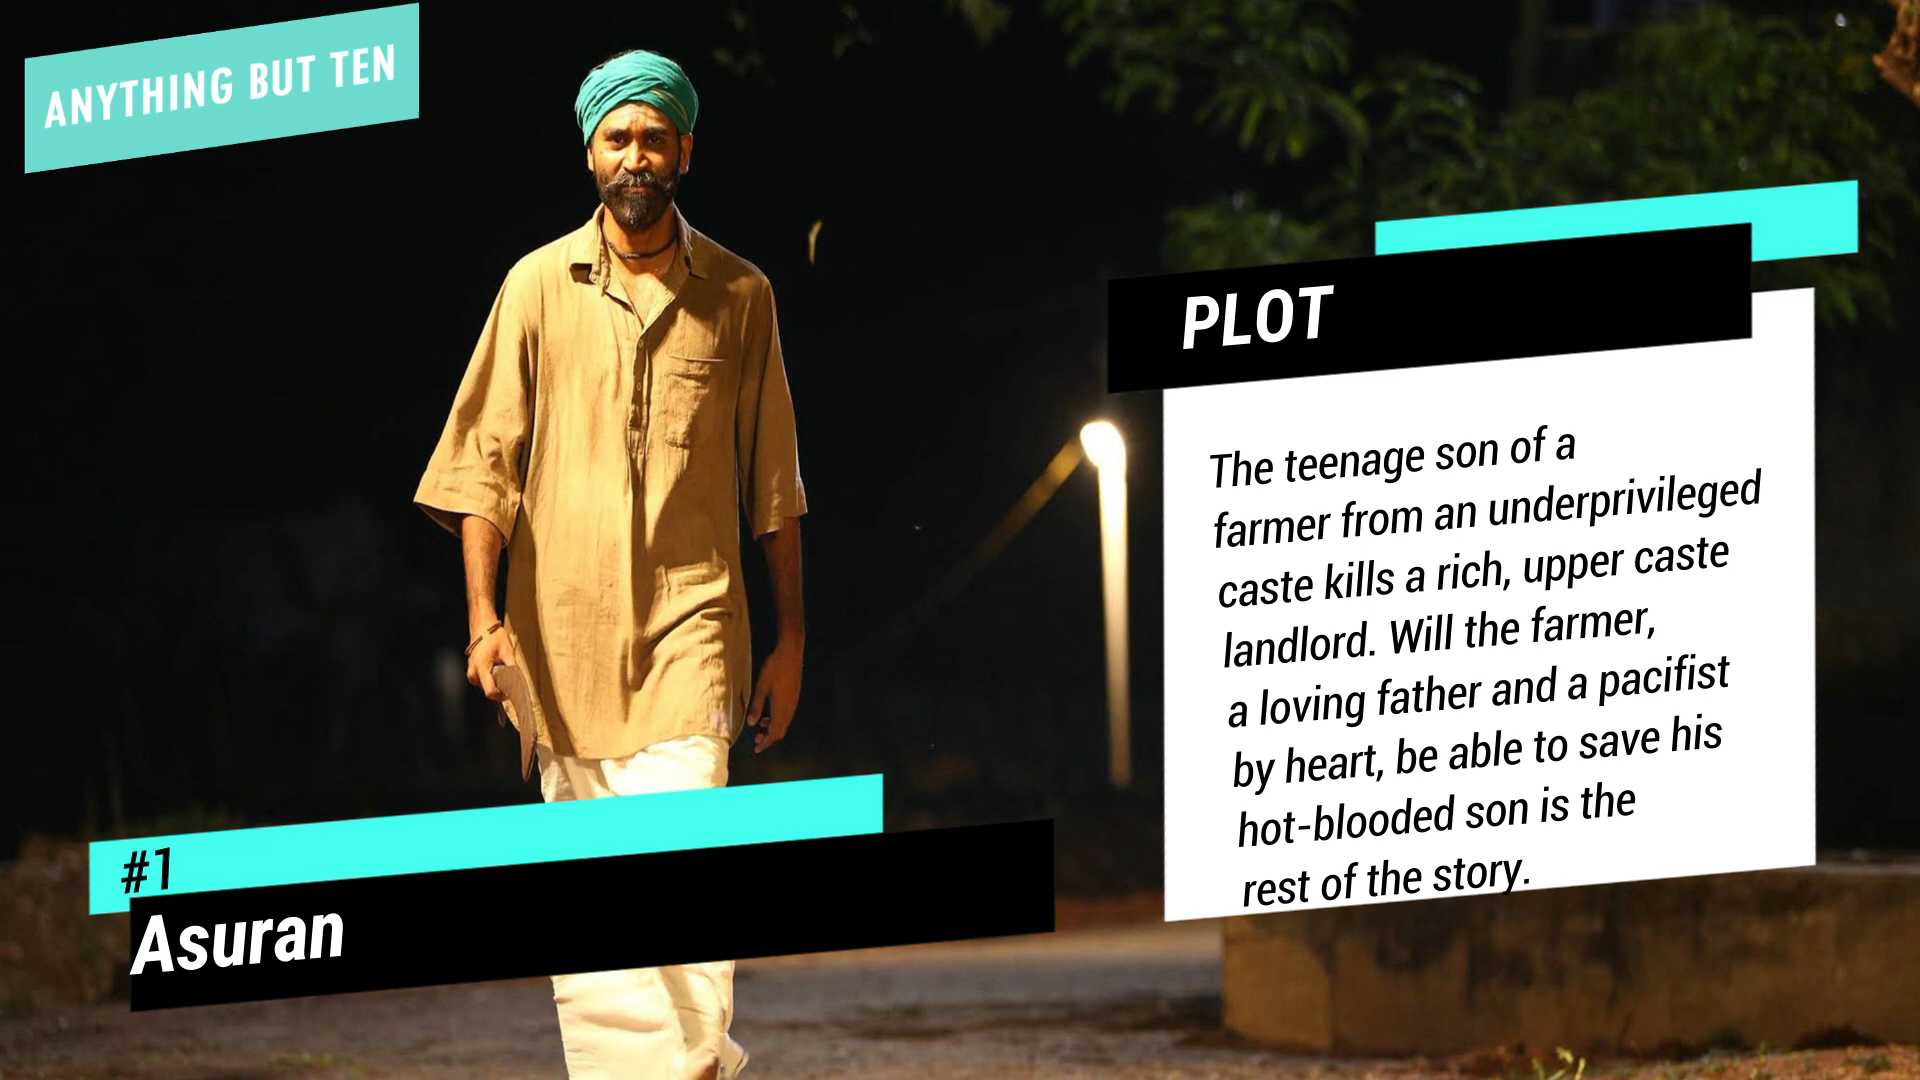 ANYTHING BUT TEN
PLOT
The teenage son of a
farmer from an underprivileged
caste kills a rich, upper caste
landlord. Will the farmer,
a loving father and a pacifist
by heart, be able to save his
hot-blooded son is the
rest of the story.
#1
Asuran